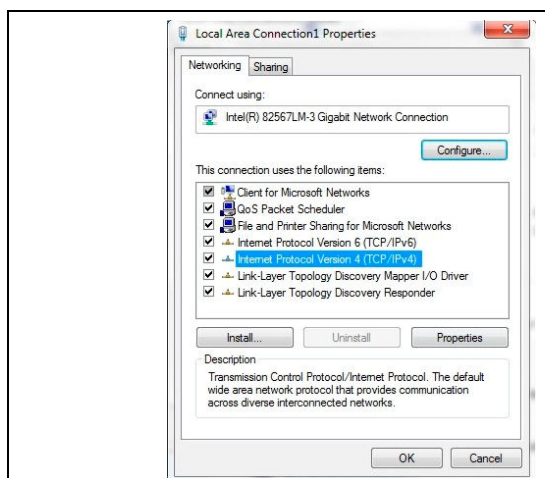 Local Area Connection1 Properties
Networking
Sharing
Connect using:
Intel(R) 82567LM-3 Gigabit Network Connection
Configure...
This connection uses the following items:
Client for Microsoft Networks
QoS Packet Scheduler
File and Printer Sharing for Microsoft Networks
Internet Protocol Version 6 (TCP/IPv6)
Internet Protocol Version 4 (TCP/IPv4)
Link-Layer Topology Discovery Mapper I/O Driver
Link-Layer Topology Discovery Responder
Install...
Uninstall
Properties
Description
Transmission Control Protocol/Internet Protocol. The default
wide area network protocol that provides communication
across diverse interconnected networks.
OK
Cancel